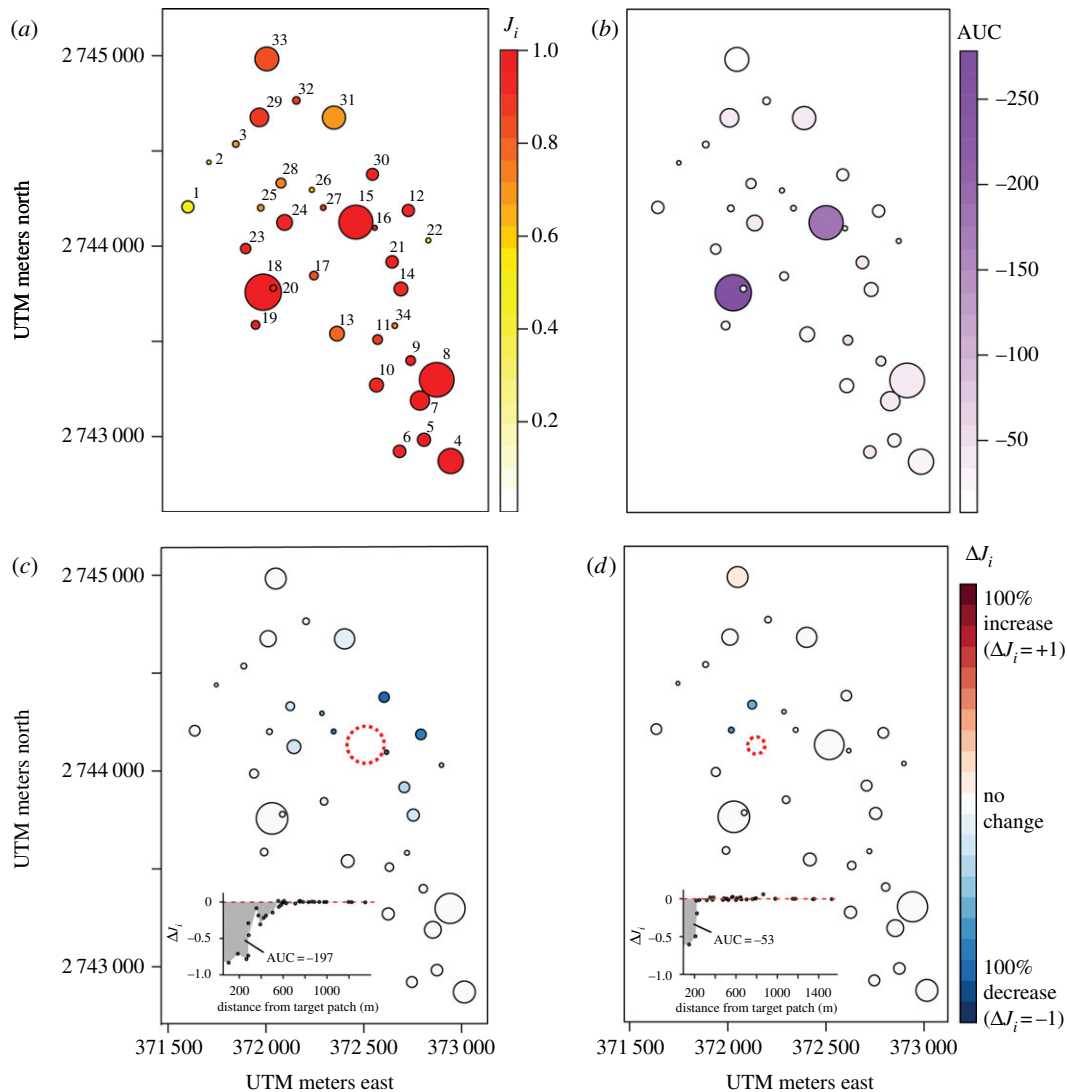 (a)
J_i
2 745 000
2 744 000
2 743 000
UTM meters north
33
32
31
29
3
2
30
28
26
1
25
27
15
12
24
16
22
23
21
18
17
14
20
19
13
34
11
9
8
10
7
5
6
4
1.0
0.8
0.6
0.4
0.2
(b)
AUC
−250
−200
−150
−100
−50
(c)
2 745 000
2 744 000
2 743 000
UTM meters north
0
−0.5
−1.0
ΔJ_i
AUC = −197
200 600 1000
distance from target patch (m)
371 500 372 000 372 500 373 000
UTM meters east
(d)
0
−0.5
−1.0
ΔJ_i
AUC = −53
200 600 1000 1400
distance from target patch (m)
371 500 372 000 372 500 373 000
UTM meters east
ΔJ_i
100%
increase
(ΔJ_i = +1)
no
change
100%
decrease
(ΔJ_i = −1)